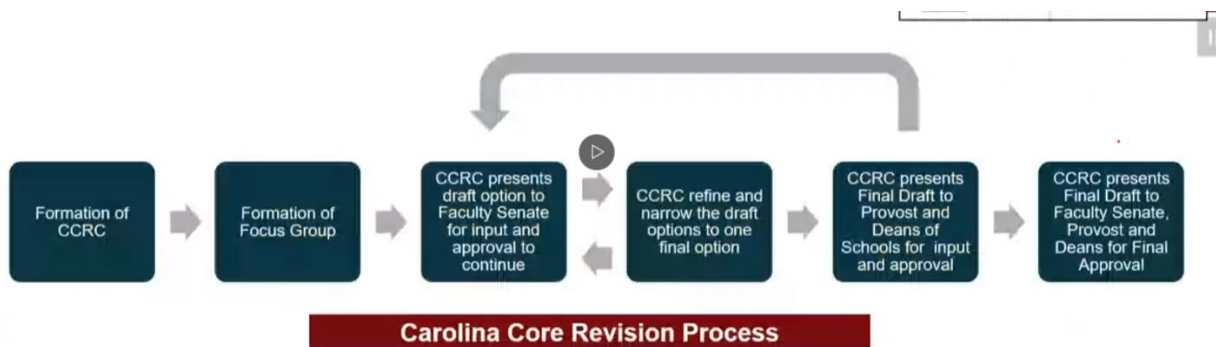 Formation of
CCRC
Formation of
Focus Group
CCRC presents
draft option to
Faculty Senate
for input and
approval to
continue
CCRC refine and
narrow the draft
options to one
final option
CCRC presents
Final Draft to
Provost and
Deans of
Schools for input
and approval
CCRC presents
Final Draft to
Faculty Senate,
Provost and
Deans for Final
Approval
Carolina Core Revision Process